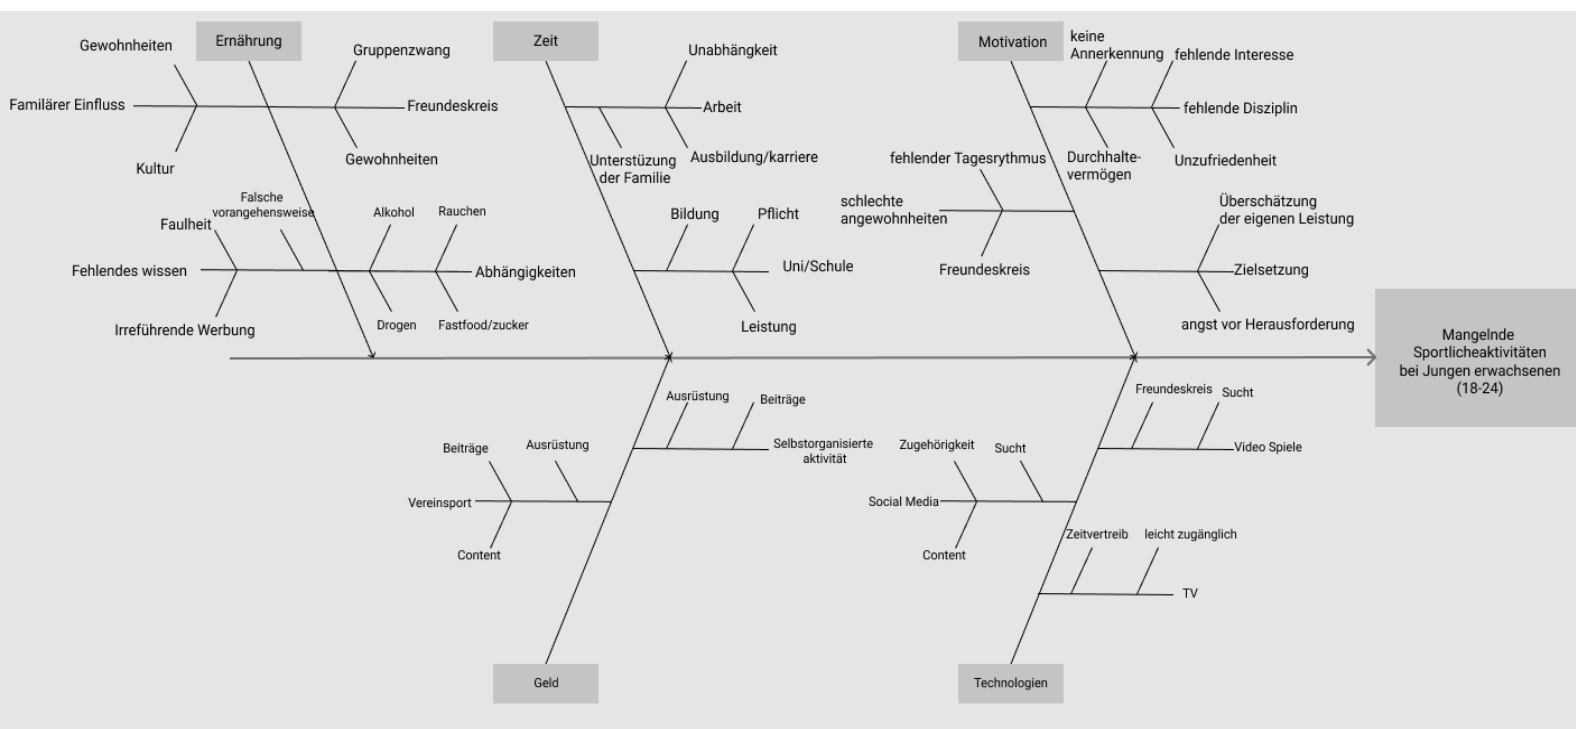 Ernährung
Gewohnheiten
Familärer Einfluss
Kultur
Gruppenzwang
Freundeskreis
Gewohnheiten
Falsche
vorangehensweise
Faulheit
Fehlendes wissen
Irreführende Werbung
Alkohol
Rauchen
Abhängigkeiten
Drogen
Fastfood/zucker
Zeit
Unabhängkeit
Arbeit
Unterstüzung
der Familie
Ausbildung/karriere
Bildung
Pflicht
Uni/Schule
Leistung
Motivation
keine
Annerkennung
fehlende Interesse
fehlende Disziplin
Durchhalte-
vermögen
Unzufriedenheit
fehlender Tagesrythmus
schlechte
angewohnheiten
Freundeskreis
Überschätzung
der eigenen Leistung
Zielsetzung
angst vor Herausforderung
Mangelnde
Sportlicheaktivitäten
bei Jungen erwachsenen
(18-24)
Ausrüstung
Beiträge
Selbstorganisierte
aktivität
Beiträge
Ausrüstung
Vereinsport
Content
Geld
Freundeskreis
Sucht
Video Spiele
Zugehörigkeit
Sucht
Social Media
Content
Zeitvertreib
leicht zugänglich
TV
Technologien